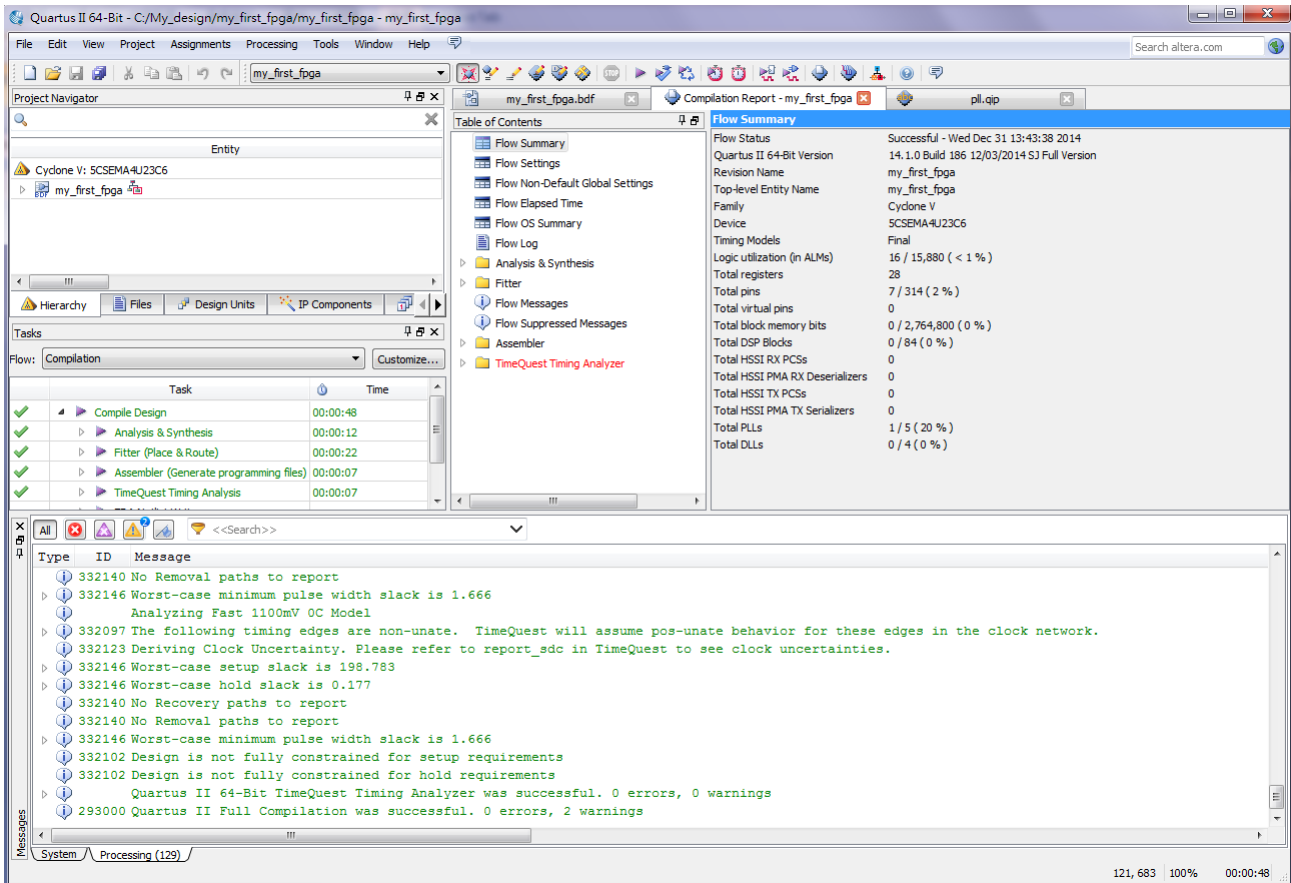 Quartus II 64-Bit - C:/My_design/my_first_fpga/my_first_fpga - my_first_fpga
File Edit View Project Assignments Processing Tools Window Help
Search altera.com
my_first_fpga
Project Navigator
Entity
Cyclone V: 5CSEMA4U23C6
my_first_fpga
Hierarchy Files Design Units IP Components
Tasks
Flow: Compilation Customize...
Task Time
Compile Design 00:00:48
Analysis & Synthesis 00:00:12
Fitter (Place & Route) 00:00:22
Assembler (Generate programming files) 00:00:07
TimeQuest Timing Analysis 00:00:07
my_first_fpga.bdf Compilation Report - my_first_fpga pll.qip
Table of Contents
Flow Summary
Flow Settings
Flow Non-Default Global Settings
Flow Elapsed Time
Flow OS Summary
Flow Log
Analysis & Synthesis
Fitter
Flow Messages
Flow Suppressed Messages
Assembler
TimeQuest Timing Analyzer
Flow Summary
Flow Status Successful - Wed Dec 31 13:43:38 2014
Quartus II 64-Bit Version 14.1.0 Build 186 12/03/2014 SJ Full Version
Revision Name my_first_fpga
Top-level Entity Name my_first_fpga
Family Cyclone V
Device 5CSEMA4U23C6
Timing Models Final
Logic utilization (in ALMs) 16 / 15,880 ( < 1 % )
Total registers 28
Total pins 7 / 314 ( 2 % )
Total virtual pins 0
Total block memory bits 0 / 2,764,800 ( 0 % )
Total DSP Blocks 0 / 84 ( 0 % )
Total HSSI RX PCSs 0
Total HSSI PMA RX Deserializers 0
Total HSSI TX PCSs 0
Total HSSI PMA TX Serializers 0
Total PLLs 1 / 5 ( 20 % )
Total DLLs 0 / 4 ( 0 % )
All 2 <<Search>>
Type ID Message
332140 No Removal paths to report
332146 Worst-case minimum pulse width slack is 1.666
Analyzing Fast 1100mV 0C Model
332097 The following timing edges are non-unate. TimeQuest will assume pos-unate behavior for these edges in the clock network.
332123 Deriving Clock Uncertainty. Please refer to report_sdc in TimeQuest to see clock uncertainties.
332146 Worst-case setup slack is 198.783
332146 Worst-case hold slack is 0.177
332140 No Recovery paths to report
332140 No Removal paths to report
332146 Worst-case minimum pulse width slack is 1.666
332102 Design is not fully constrained for setup requirements
332102 Design is not fully constrained for hold requirements
Quartus II 64-Bit TimeQuest Timing Analyzer was successful. 0 errors, 0 warnings
293000 Quartus II Full Compilation was successful. 0 errors, 2 warnings
Messages
System Processing (129)
121, 683 100% 00:00:48